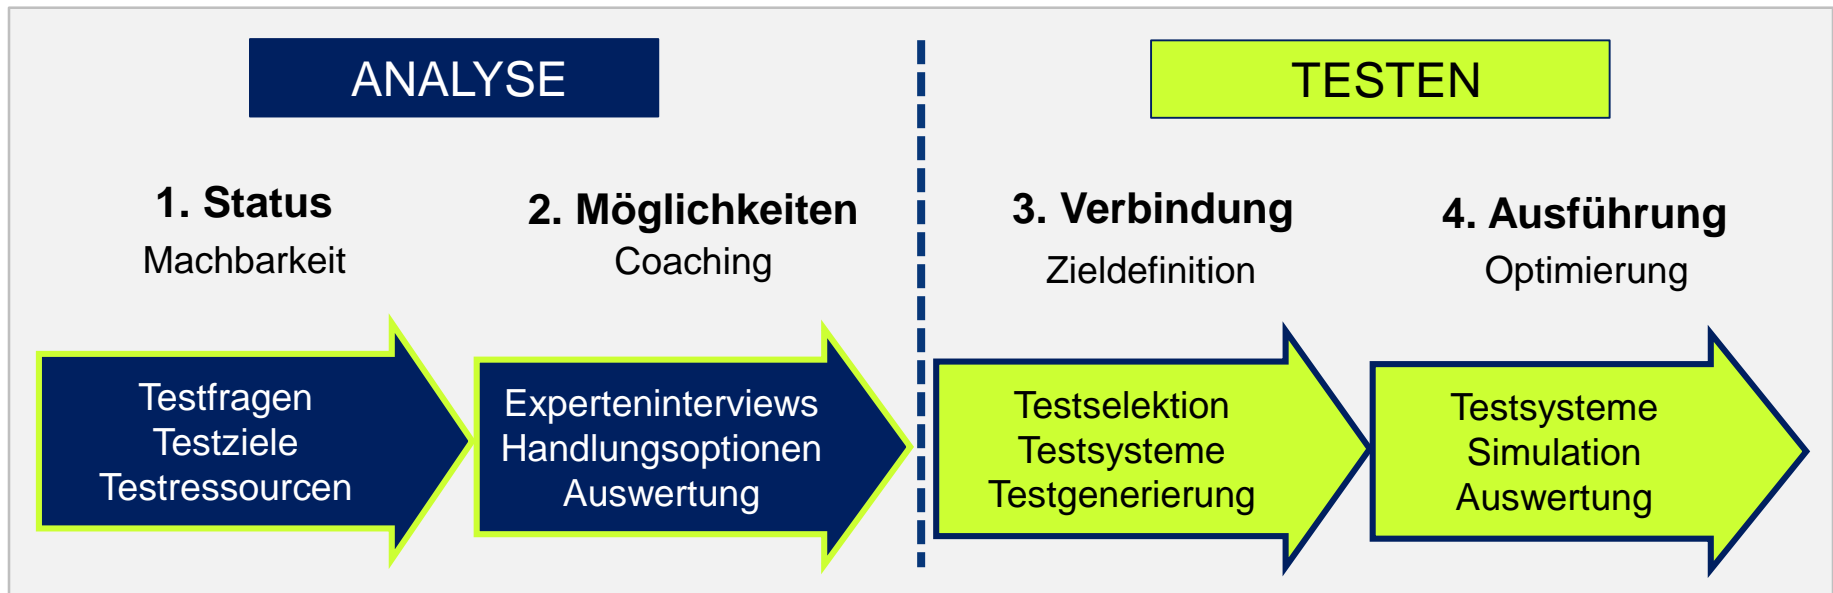 ANALYSE
TESTEN
1. Status
Machbarkeit
2. Möglichkeiten
Coaching
3. Verbindung
Zieldefinition
4. Ausführung
Optimierung
Testfragen
Testziele
Testressourcen
Experteninterviews
Handlungsoptionen
Auswertung
Testselektion
Testsysteme
Testgenerierung
Testsysteme
Simulation
Auswertung